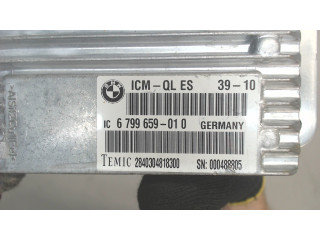 ICM-QL ES 39-10
IC 6 799 659-01 0 GERMANY
TEMIC 2840304818300 SN: 000488805